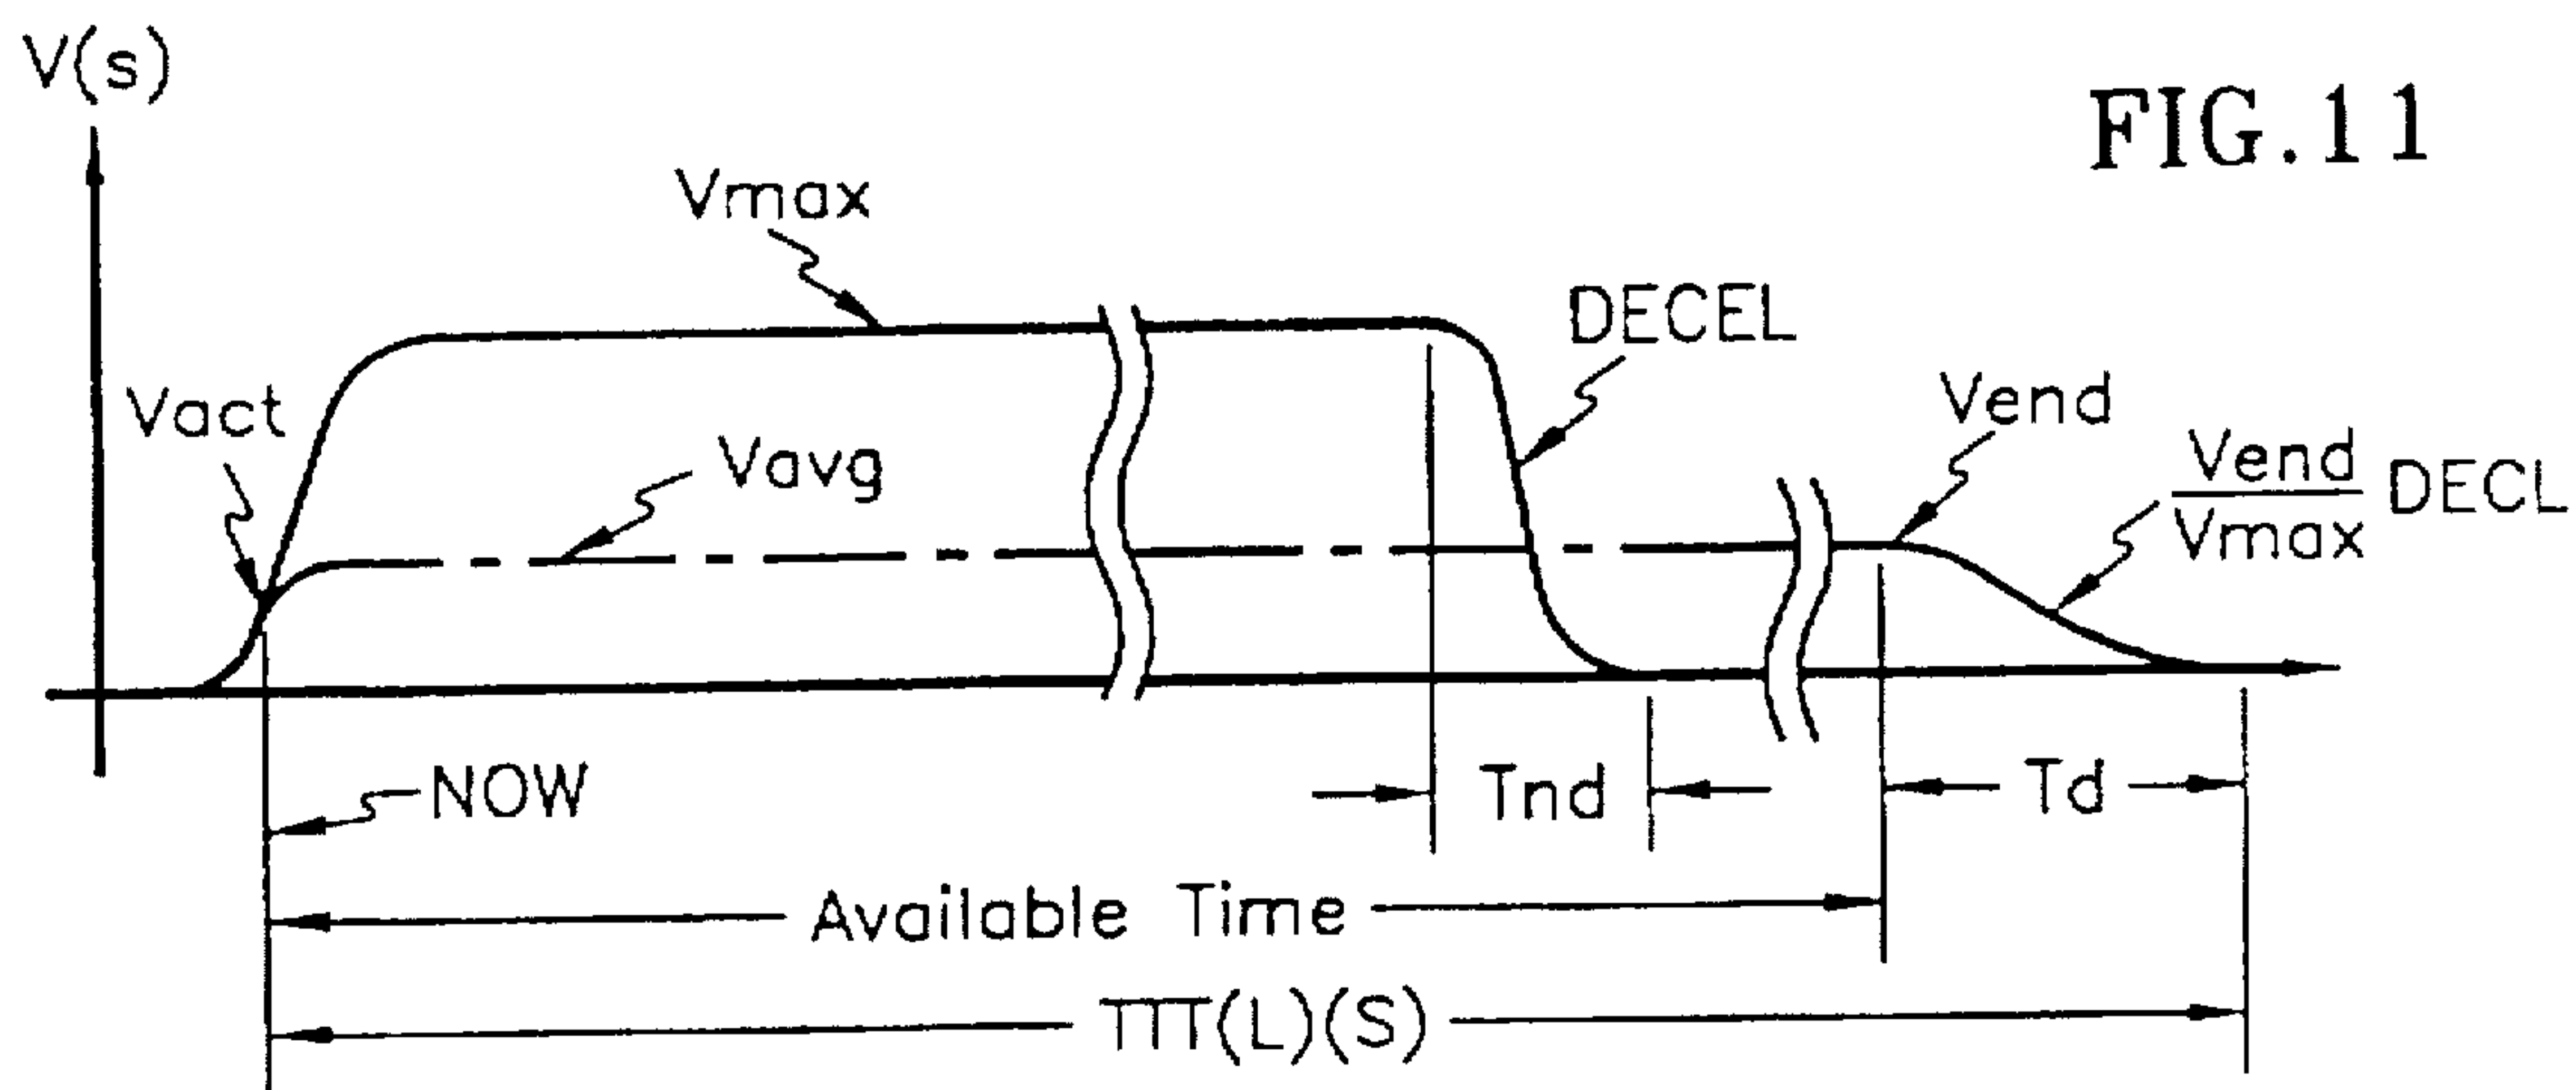 V(s)
FIG.11
Vmax
DECEL
Vact
Vavg
Vend
Vend
Vmax
DECL
NOW
Tnd
Td
Available Time
TTT(L)(S)